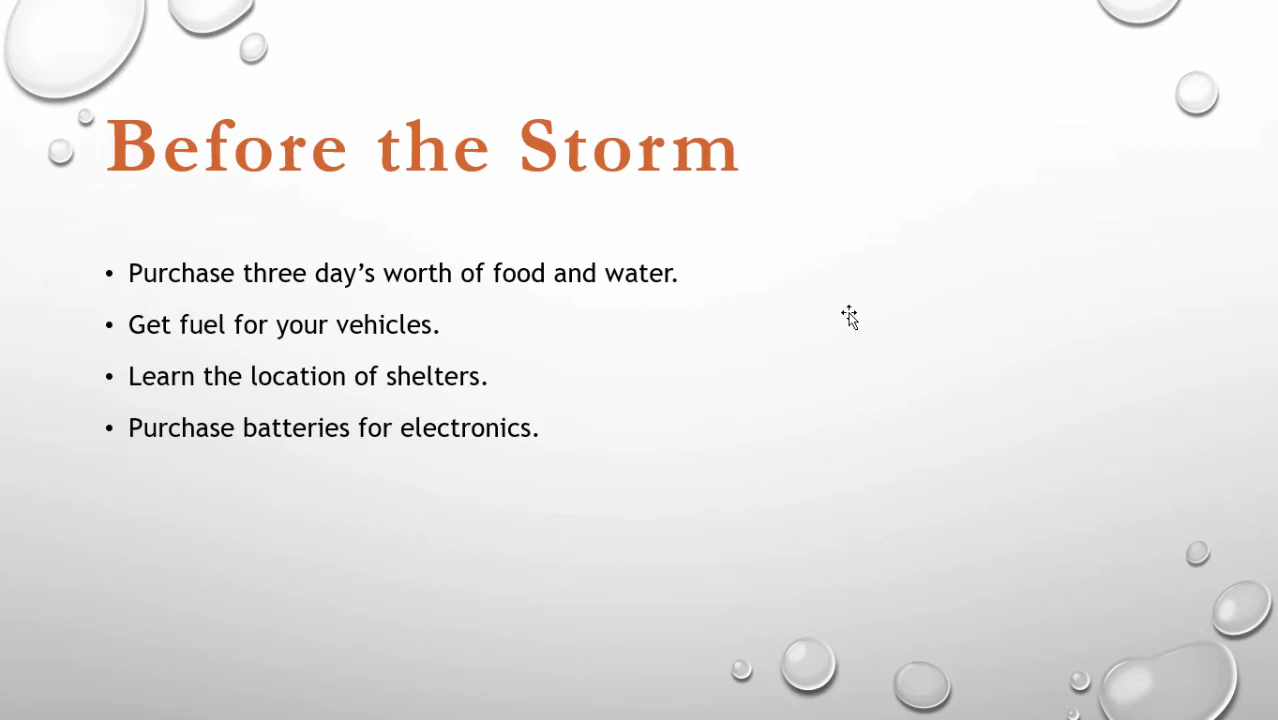 Before the Storm
• Purchase three day’s worth of food and water.
• Get fuel for your vehicles.
• Learn the location of shelters.
• Purchase batteries for electronics.